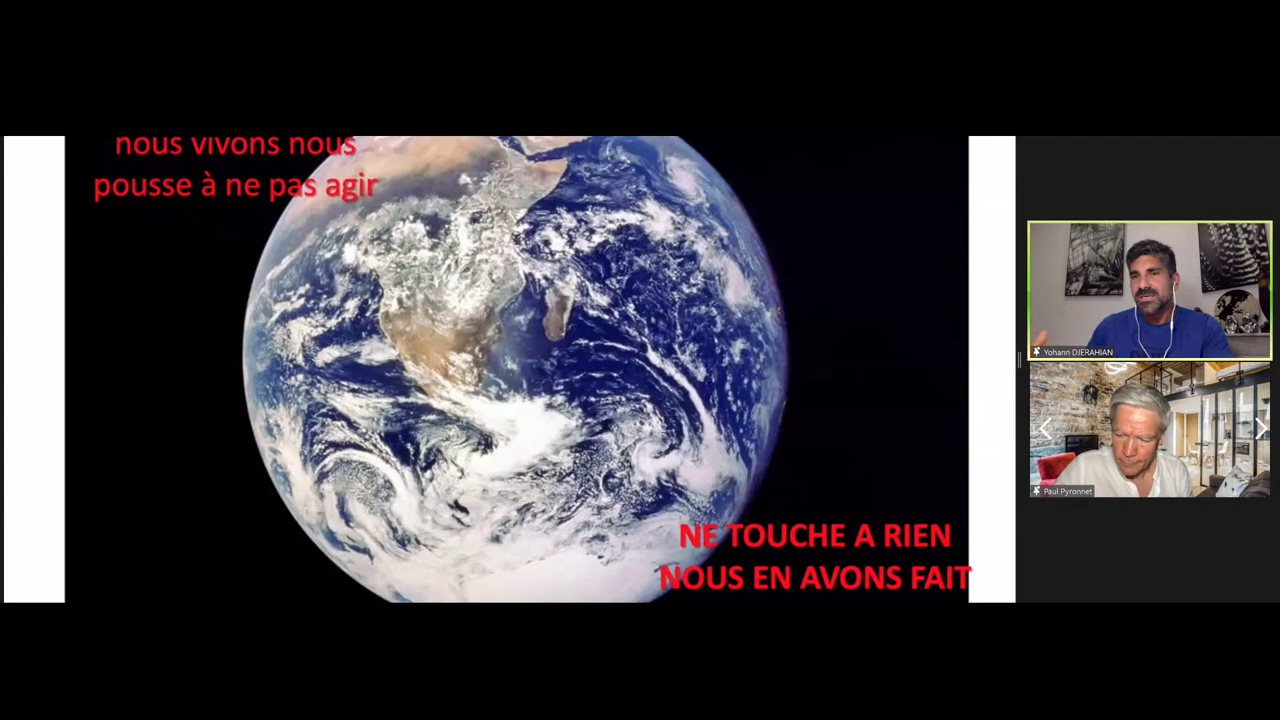 nous vivons nous
pousse à ne pas agir
NE TOUCHE A RIEN
NOUS EN AVONS FAIT
Yohann DJERAHIAN
Paul Pyronnet